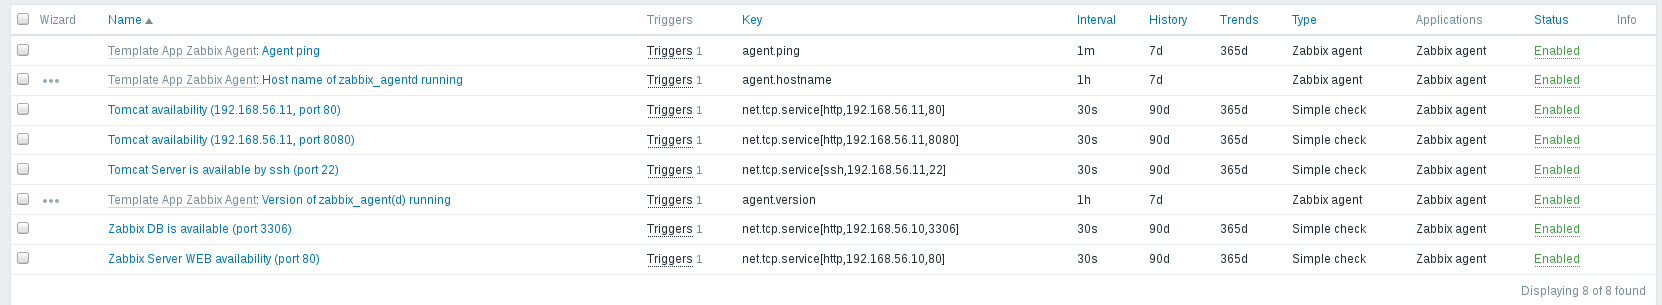 Wizard Name Triggers Key Interval History Trends Type Applications Status Info
Template App Zabbix Agent: Agent ping Triggers 1 agent.ping 1m 7d 365d Zabbix agent Zabbix agent Enabled
Template App Zabbix Agent: Host name of zabbix_agentd running Triggers 1 agent.hostname 1h 7d Zabbix agent Zabbix agent Enabled
Tomcat availability (192.168.56.11, port 80) Triggers 1 net.tcp.service[http,192.168.56.11,80] 30s 90d 365d Simple check Zabbix agent Enabled
Tomcat availability (192.168.56.11, port 8080) Triggers 1 net.tcp.service[http,192.168.56.11,8080] 30s 90d 365d Simple check Zabbix agent Enabled
Tomcat Server is available by ssh (port 22) Triggers 1 net.tcp.service[ssh,192.168.56.11,22] 30s 90d 365d Simple check Zabbix agent Enabled
Template App Zabbix Agent: Version of zabbix_agent(d) running Triggers 1 agent.version 1h 7d Zabbix agent Zabbix agent Enabled
Zabbix DB is available (port 3306) Triggers 1 net.tcp.service[http,192.168.56.10,3306] 30s 90d 365d Simple check Zabbix agent Enabled
Zabbix Server WEB availability (port 80) Triggers 1 net.tcp.service[http,192.168.56.10,80] 30s 90d 365d Simple check Zabbix agent Enabled
Displaying 8 of 8 found